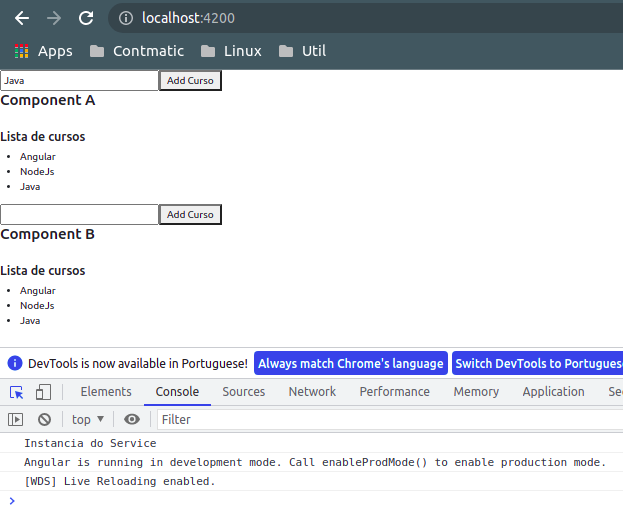 localhost:4200
Apps Contmatic Linux Util
Java Add Curso
Component A
Lista de cursos
Angular
NodeJs
Java
Add Curso
Component B
Lista de cursos
Angular
NodeJs
Java
DevTools is now available in Portuguese! Always match Chrome's language Switch DevTools to Portuguese
Elements Console Sources Network Performance Memory Application Se
top Filter
Instancia do Service
Angular is running in development mode. Call enableProdMode() to enable production mode.
[WDS] Live Reloading enabled.